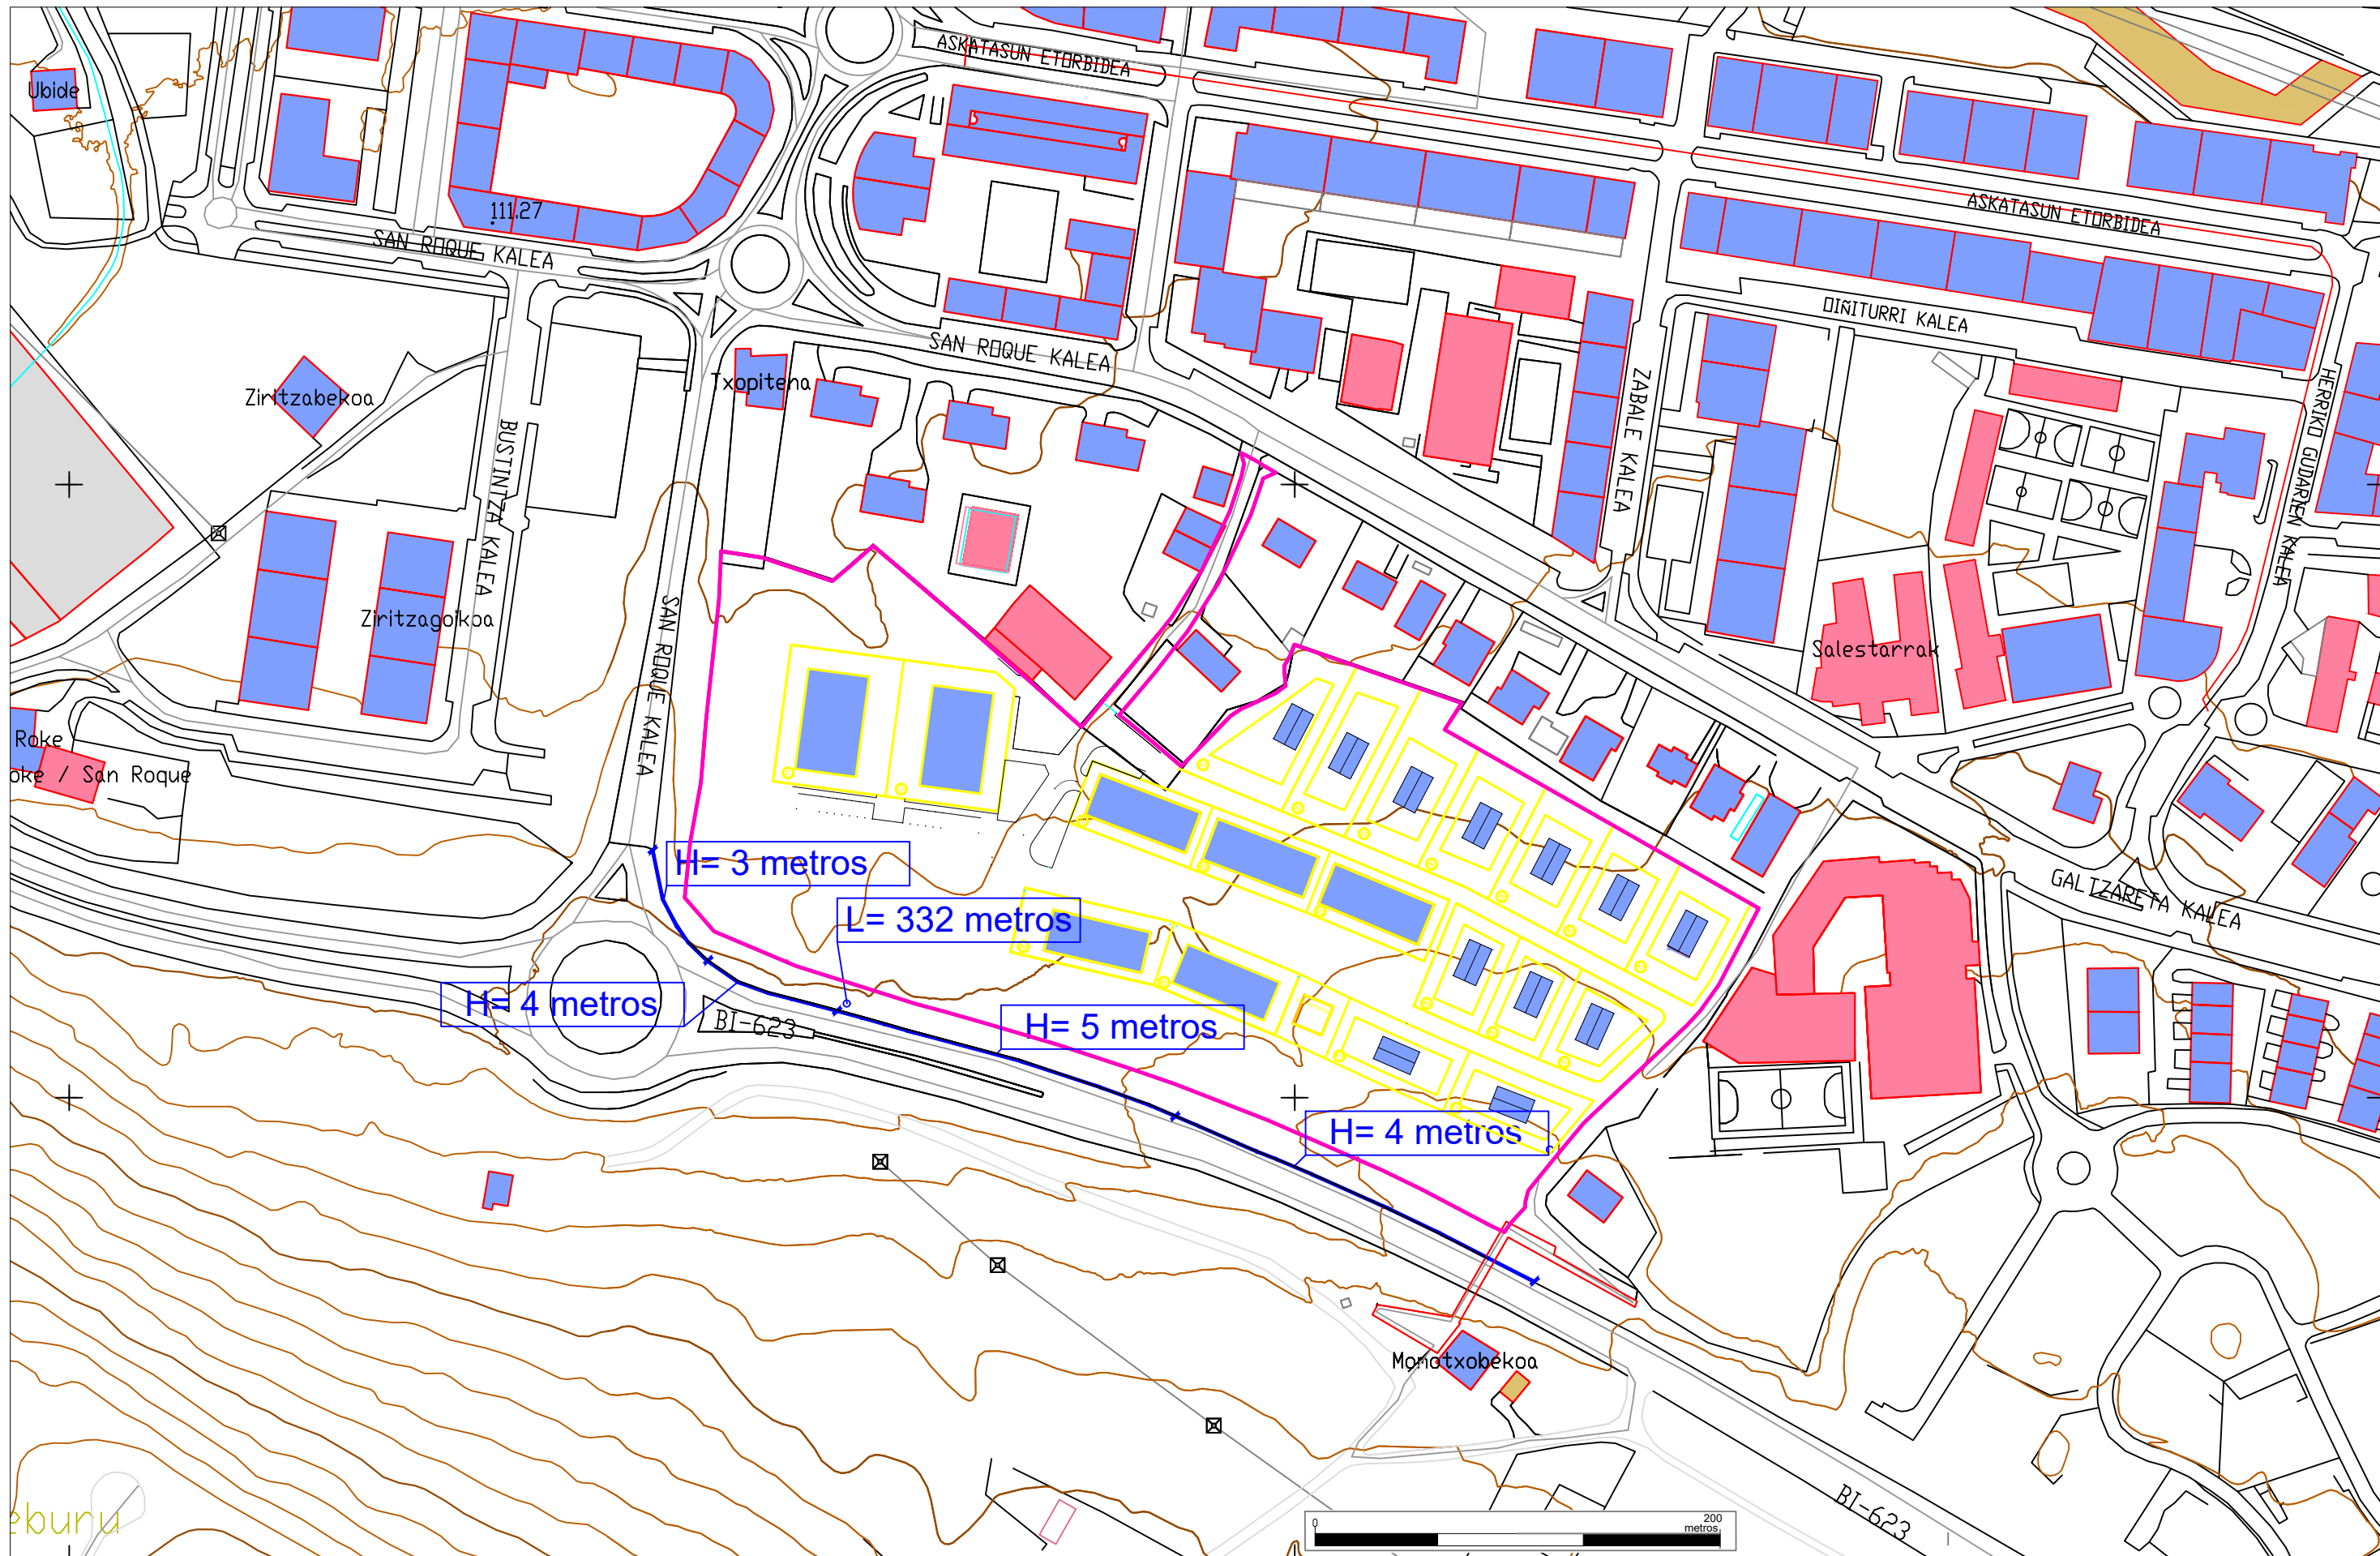 ASKATASUN ETORBIDEA
Ubide
111.27
ASKATASUN ETORBIDEA
SAN ROQUE KALEA
OIÑITURRI KALEA
SAN ROQUE KALEA
Txopitena
Ziritzabekoa
ZABALE KALEA
HERRIKO GUDARIEN KALEA
BUSTINTZA KALEA
Ziritzagoikoa
SAN ROQUE KALEA
Salestarrak
Roke
oke / San Roque
H= 3 metros
L= 332 metros
GALTZARETA KALEA
H= 4 metros
BI-623
H= 5 metros
H= 4 metros
Momotxobekoa
BI-623
eburu
0
200
metros